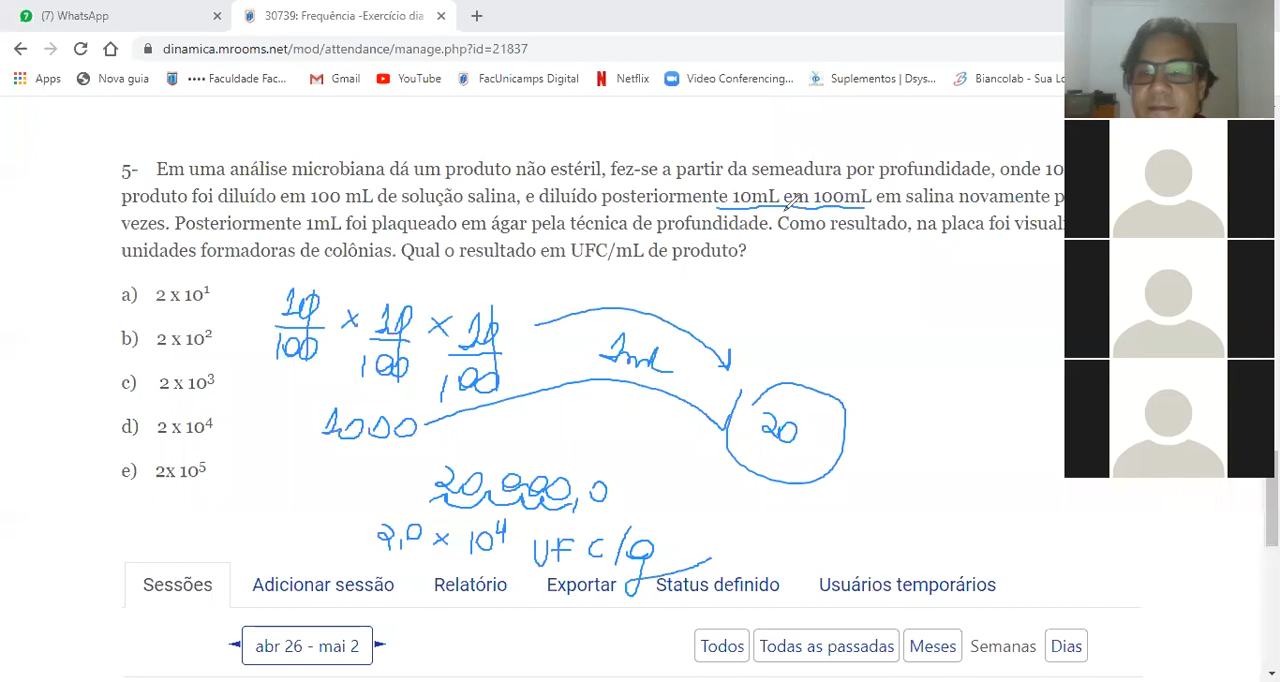 7
(7) WhatsApp
30739: Frequência -Exercício dia
dinamica.mrooms.net/mod/attendance/manage.php?id=21837
Apps Nova guia •••• Faculdade Fac... Gmail YouTube FacUnicamps Digital Netflix Video Conferencing,... Suplementos | Dsys... Biancolab - Sua Lo
5- Em uma análise microbiana dá um produto não estéril, fez-se a partir da semeadura por profundidade, onde 10
produto foi diluído em 100 mL de solução salina, e diluído posteriormente 10mL em 100mL em salina novamente p
vezes. Posteriormente 1mL foi plaqueado em ágar pela técnica de profundidade. Como resultado, na placa foi visual
unidades formadoras de colônias. Qual o resultado em UFC/mL de produto?
a) 2 x 10¹
b) 2 x 10²
c) 2 x 10³
d) 2 x 10⁴
e) 2x 10⁵
10 × 10 × 10
100 100 100
1mL
1000
20
20.000,0
2,0 × 10⁴ UFC/g
Sessões Adicionar sessão Relatório Exportar Status definido Usuários temporários
abr 26 - mai 2
Todos Todas as passadas Meses Semanas Dias